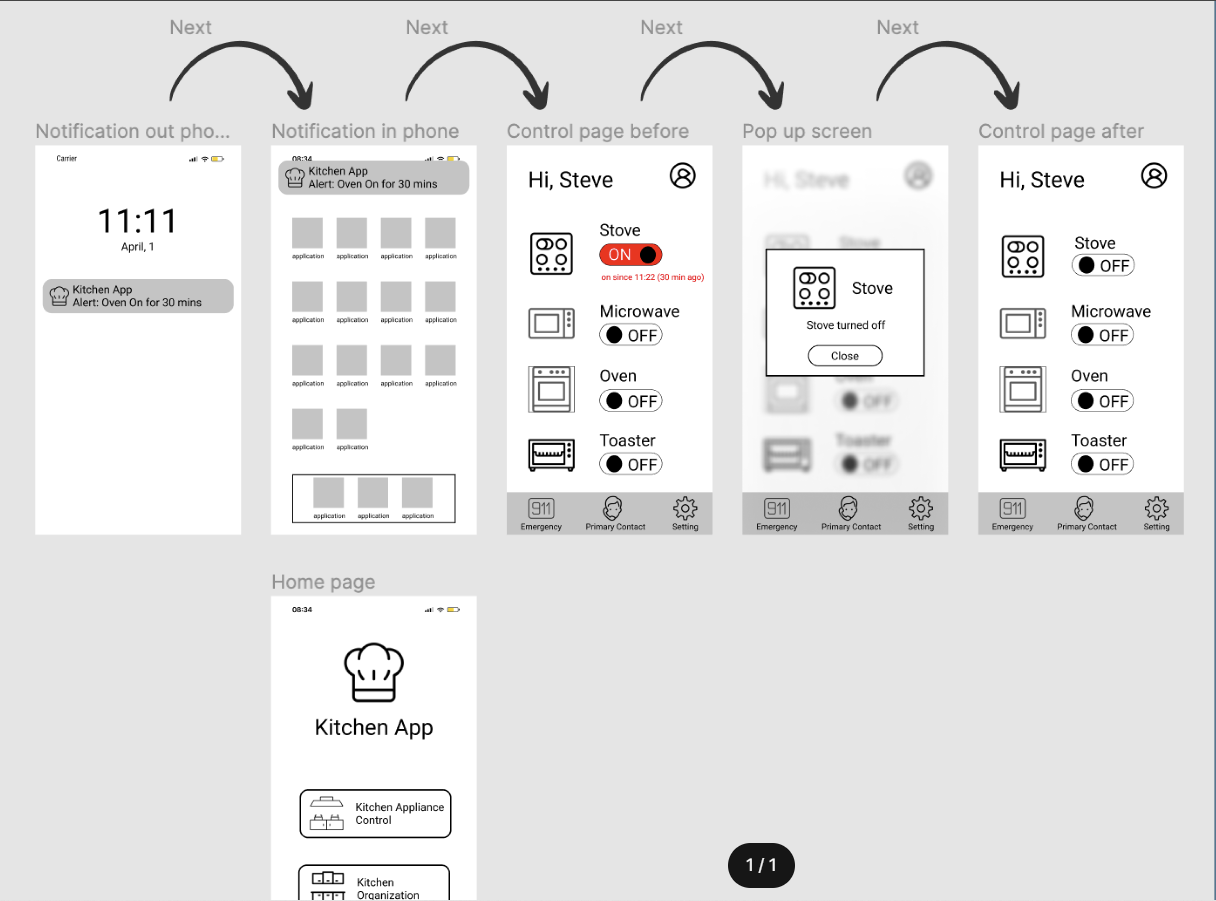 Next
Next
Next
Next
Notification out pho...
Carrier
11:11
April, 1
Kitchen App
Alert: Oven On for 30 mins
Notification in phone
08:34
Kitchen App
Alert: Oven On for 30 mins
application application application application
application application application application
application application application application
application application
application application application
Control page before
Hi, Steve
Stove
ON
on since 11:22 (30 min ago)
Microwave
OFF
Oven
OFF
Toaster
OFF
911
Emergency
Primary Contact
Setting
Pop up screen
Hi, Steve
Stove
Stove
Stove turned off
Close
Oven
OFF
Toaster
OFF
911
Emergency
Primary Contact
Setting
Control page after
Hi, Steve
Stove
OFF
Microwave
OFF
Oven
OFF
Toaster
OFF
911
Emergency
Primary Contact
Setting
Home page
08:34
Kitchen App
Kitchen Appliance
Control
Kitchen
Organization
1/1